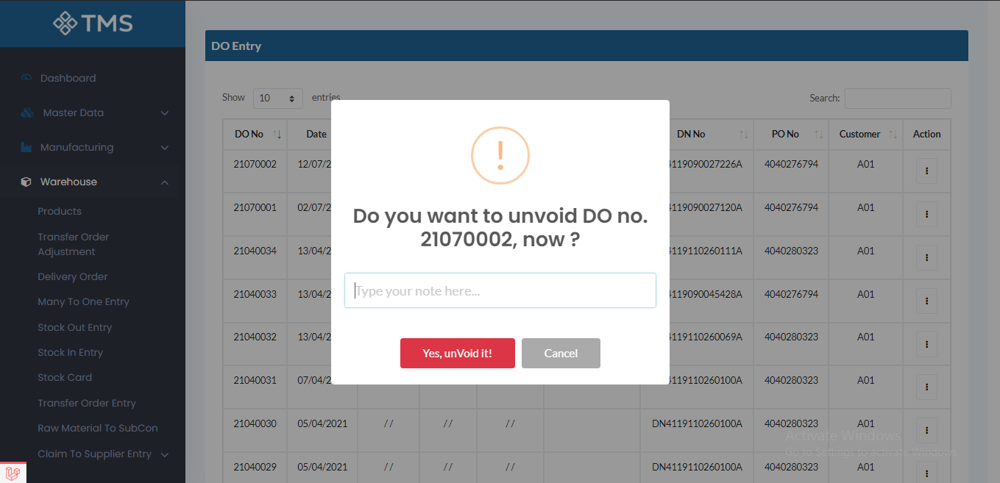 TMS
Dashboard
Master Data
Manufacturing
Warehouse
Products
Transfer Order
Adjustment
Delivery Order
Many To One Entry
Stock Out Entry
Stock In Entry
Stock Card
Transfer Order Entry
Raw Material To SubCon
Claim To Supplier Entry
DO Entry
Show 10 entries
Search:
DO No Date DN No PO No Customer Action
21070002 12/07/2 4119090027226A 4040276794 A01
21070001 02/07/2 4119090027120A 4040276794 A01
21040034 13/04/2 4119110260111A 4040280323 A01
21040033 13/04/2 4119090045428A 4040276794 A01
21040032 13/04/2 4119110260069A 4040280323 A01
21040031 07/04/2 4119110260100A 4040280323 A01
21040030 05/04/2021 // // // DN4119110260100A 4040280323 A01
21040029 05/04/2021 // // // DN4119110260100A 4040280323 A01
!
Do you want to unvoid DO no.
21070002, now ?
Type your note here...
Yes, unVoid it!
Cancel
Activate Windows
Go to Settings to activate Windows.